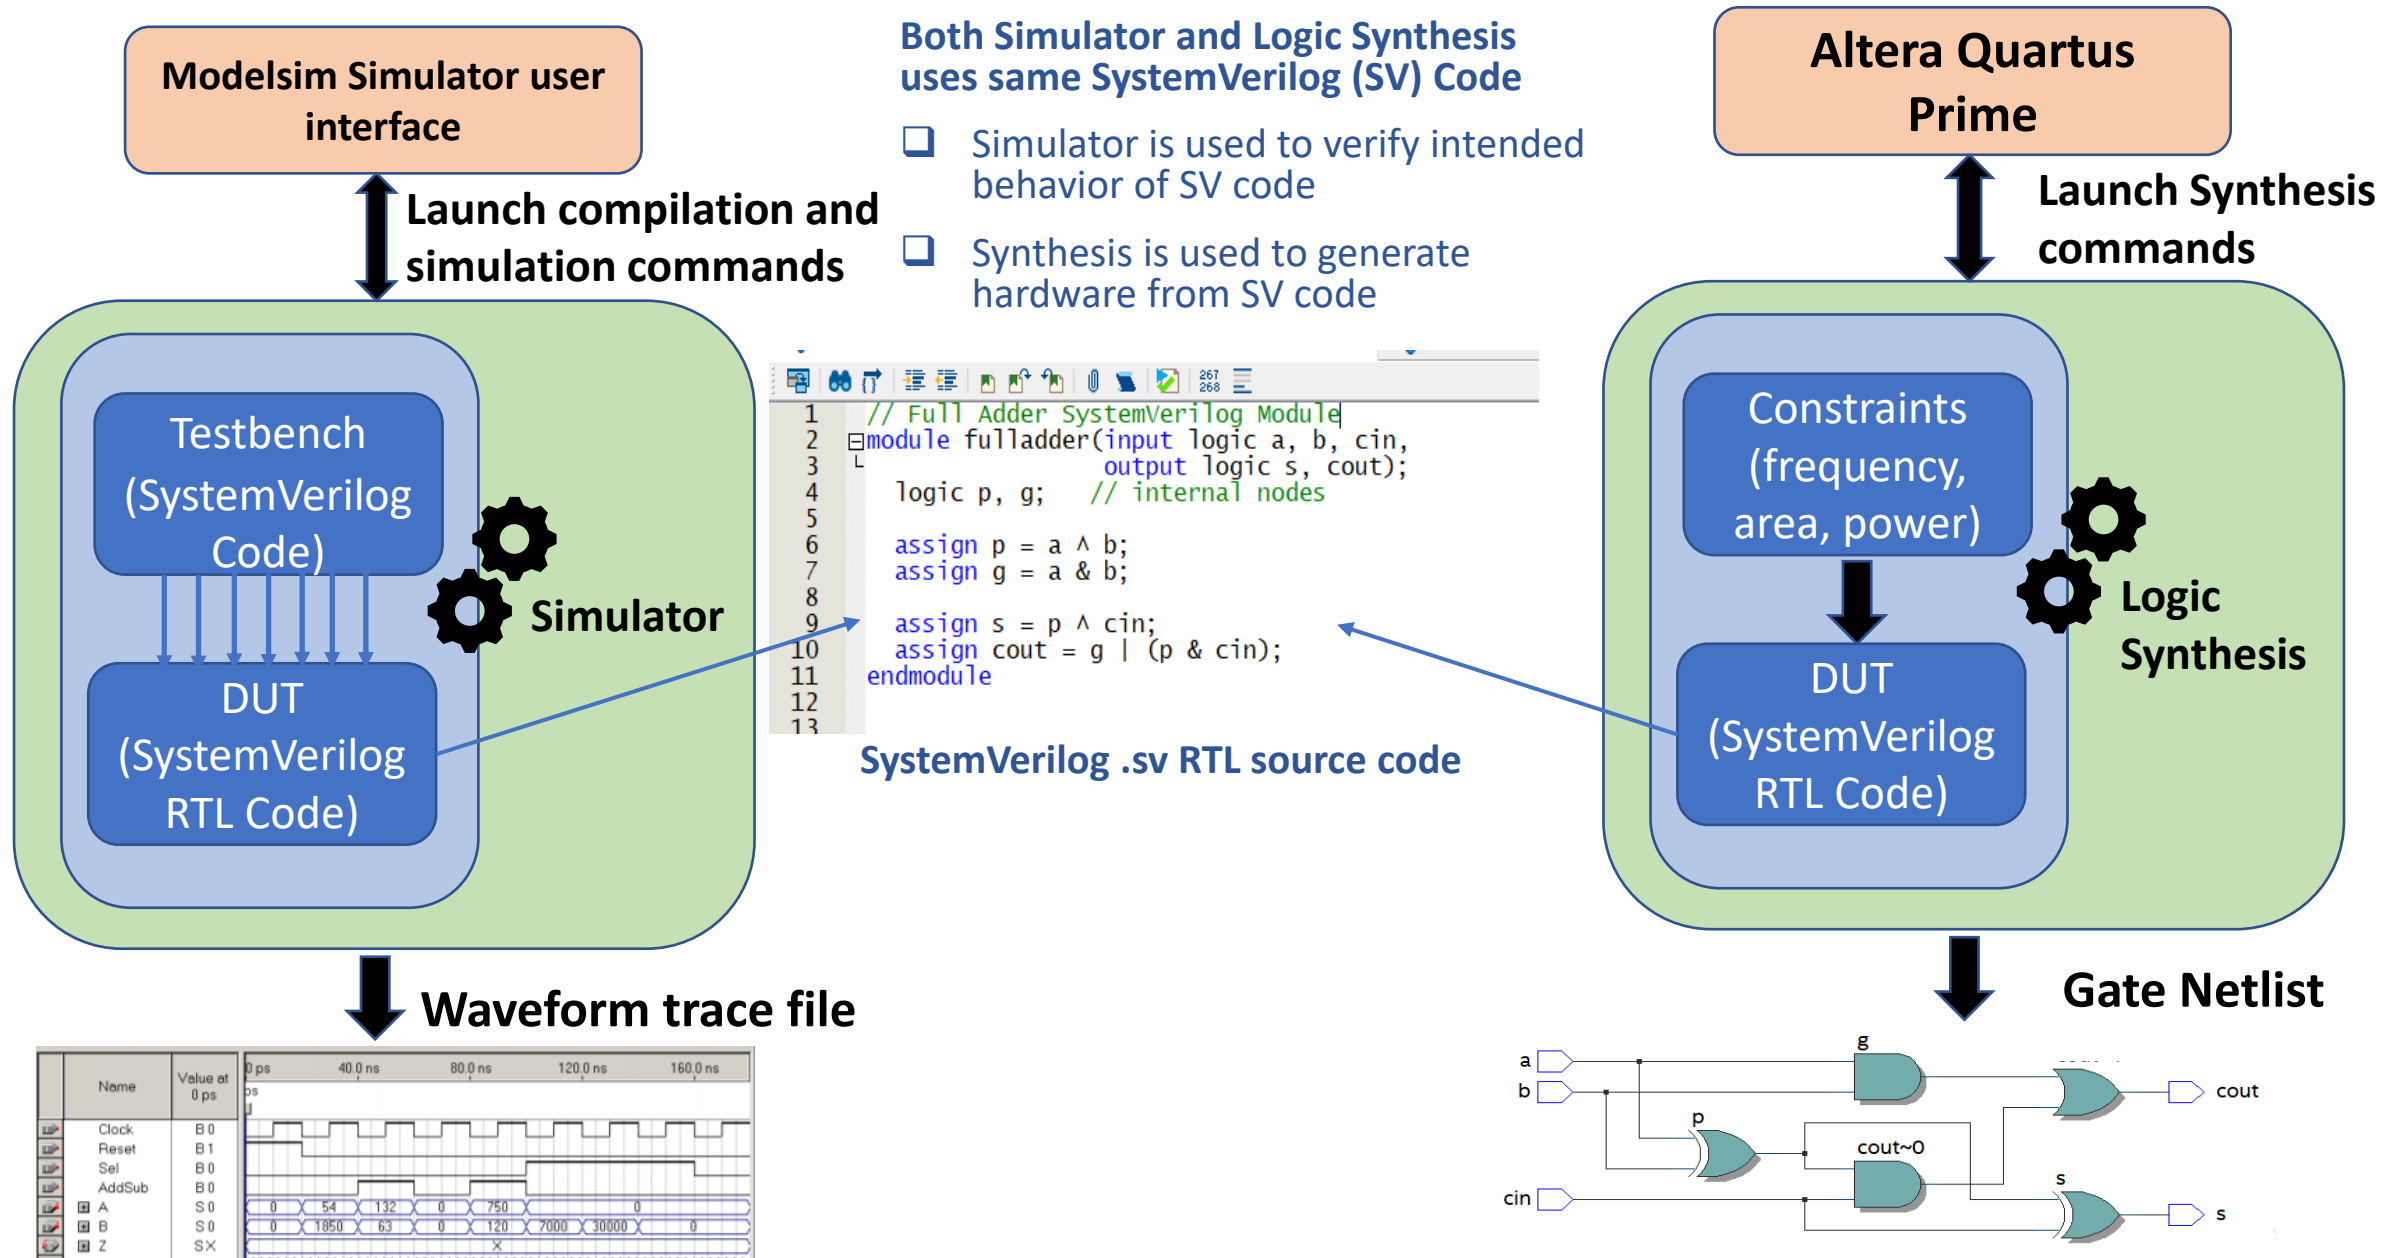 Modelsim Simulator user
interface
Launch compilation and
simulation commands
Testbench
(SystemVerilog
Code)
Simulator
DUT
(SystemVerilog
RTL Code)
Waveform trace file
Name
Value at
0 ps
0 ps
40.0 ns
80.0 ns
120.0 ns
160.0 ns
ps
Clock B 0
Reset B 1
Sel B 0
AddSub B 0
A S 0 0 54 132 0 750 0
B S 0 0 1850 63 0 120 7000 30000 0
Z S X X
Both Simulator and Logic Synthesis
uses same SystemVerilog (SV) Code
Simulator is used to verify intended
behavior of SV code
Synthesis is used to generate
hardware from SV code
267
268
1 // Full Adder SystemVerilog Module
2 module fulladder(input logic a, b, cin,
3 output logic s, cout);
4 logic p, g; // internal nodes
5
6 assign p = a ^ b;
7 assign g = a & b;
8
9 assign s = p ^ cin;
10 assign cout = g | (p & cin);
11 endmodule
12
13
SystemVerilog .sv RTL source code
Altera Quartus
Prime
Launch Synthesis
commands
Constraints
(frequency,
area, power)
Logic
Synthesis
DUT
(SystemVerilog
RTL Code)
Gate Netlist
g
a
b
cout
p
cout~0
cin
s
s